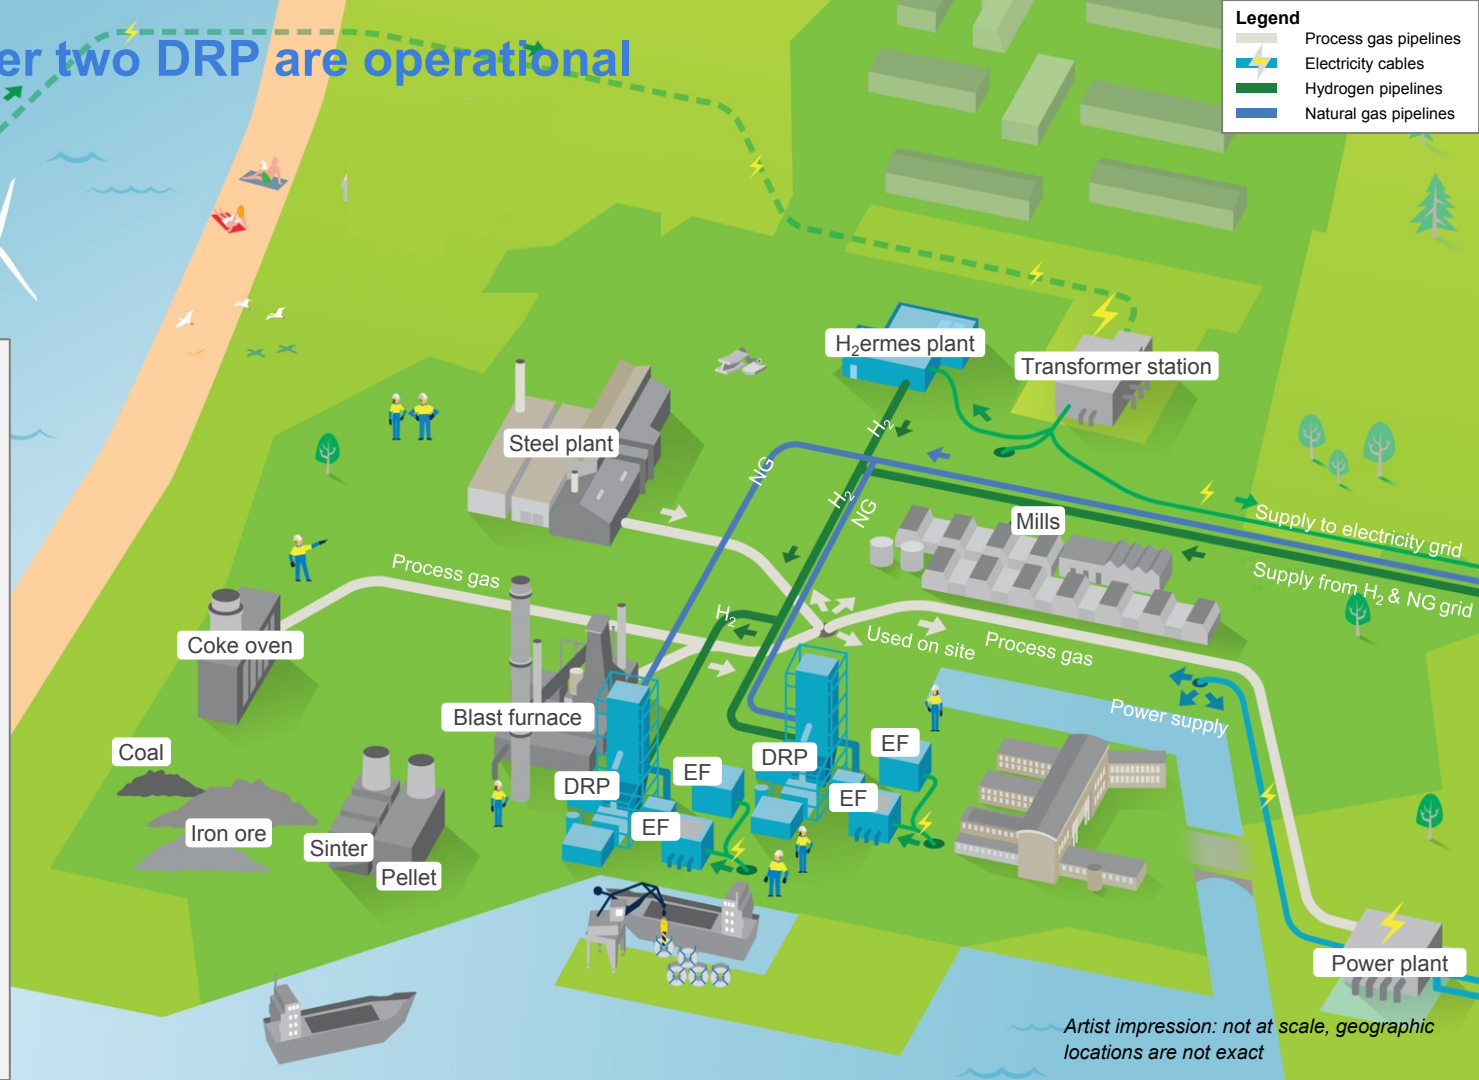 er two DRP are operational
Legend
Process gas pipelines
Electricity cables
Hydrogen pipelines
Natural gas pipelines
H₂ermes plant
Transformer station
Steel plant
H₂
NG
H₂
NG
Mills
Supply to electricity grid
Supply from H₂ & NG grid
Process gas
Coke oven
H₂
Used on site
Process gas
Power supply
Blast furnace
Coal
DRP
EF
DRP
EF
EF
EF
Iron ore
Sinter
Pellet
Power plant
Artist impression: not at scale, geographic
locations are not exact